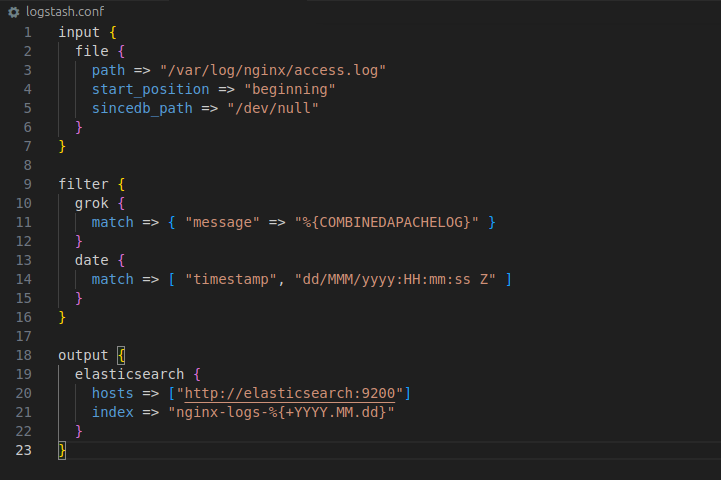 logstash.conf
1 input {
2   file {
3     path => "/var/log/nginx/access.log"
4     start_position => "beginning"
5     sincedb_path => "/dev/null"
6   }
7 }
8
9 filter {
10   grok {
11     match => { "message" => "%{COMBINEDAPACHELOG}" }
12   }
13   date {
14     match => [ "timestamp", "dd/MMM/yyyy:HH:mm:ss Z" ]
15   }
16 }
17
18 output {
19   elasticsearch {
20     hosts => ["http://elasticsearch:9200"]
21     index => "nginx-logs-%{+YYYY.MM.dd}"
22   }
23 }